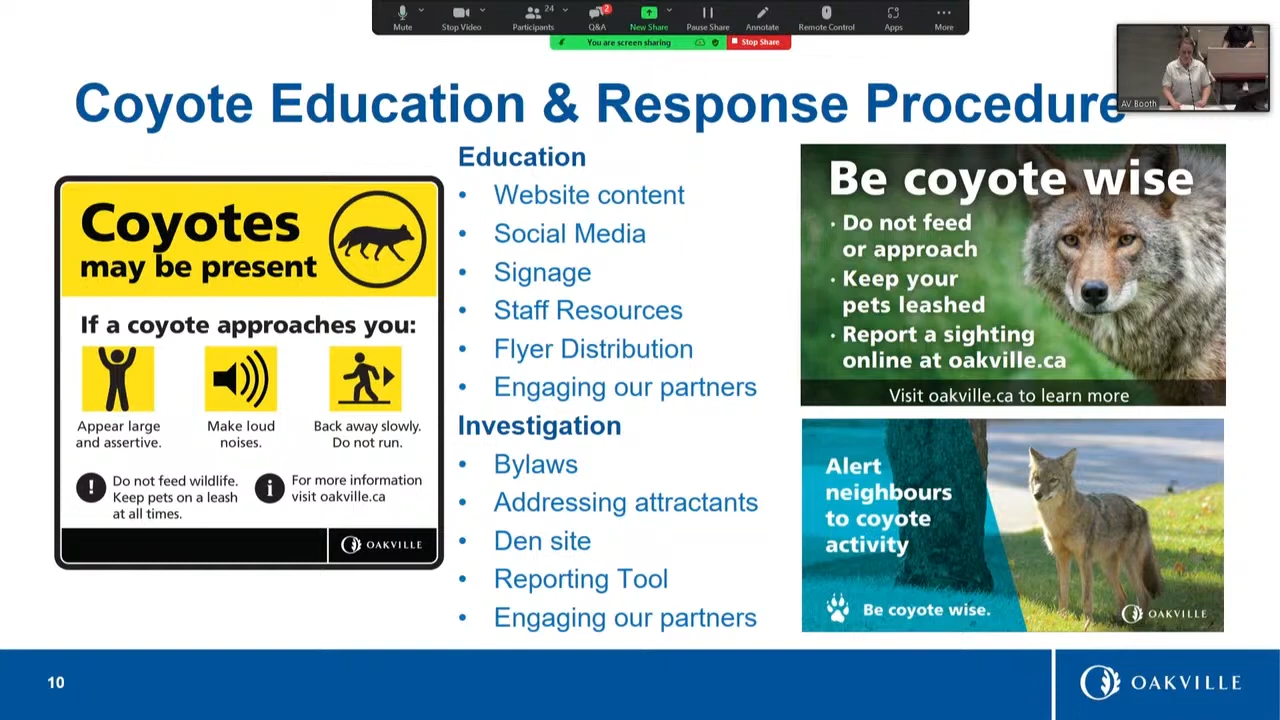 Mute
Stop Video
Participants
24
Q&A
2
New Share
Pause Share
Annotate
Remote Control
Apps
More
You are screen sharing
Stop Share
AV Booth
Coyote Education & Response Procedure
Coyotes
may be present
If a coyote approaches you:
Appear large
and assertive.
Make loud
noises.
Back away slowly.
Do not run.
!
Do not feed wildlife.
Keep pets on a leash
at all times.
i
For more information
visit oakville.ca
OAKVILLE
Education
• Website content
• Social Media
• Signage
• Staff Resources
• Flyer Distribution
• Engaging our partners
Investigation
• Bylaws
• Addressing attractants
• Den site
• Reporting Tool
• Engaging our partners
Be coyote wise
· Do not feed
or approach
· Keep your
pets leashed
· Report a sighting
online at oakville.ca
Visit oakville.ca to learn more
Alert
neighbours
to coyote
activity
Be coyote wise.
OAKVILLE
10
OAKVILLE